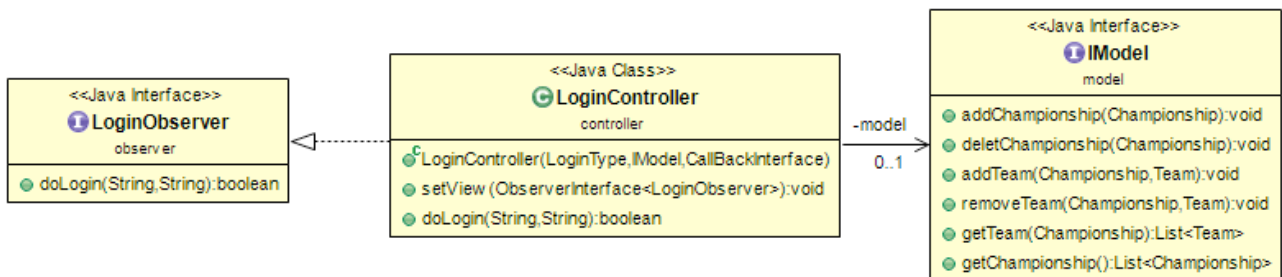 <<Java Interface>>
LoginObserver
observer
doLogin(String,String):boolean
<<Java Class>>
LoginController
controller
LoginController(LoginType,IModel,CallBackInterface)
setView(ObserverInterface<LoginObserver>):void
doLogin(String,String):boolean
-model
0..1
<<Java Interface>>
IModel
model
addChampionship(Championship):void
deletChampionship(Championship):void
addTeam(Championship,Team):void
removeTeam(Championship,Team):void
getTeam(Championship):List<Team>
getChampionship():List<Championship>